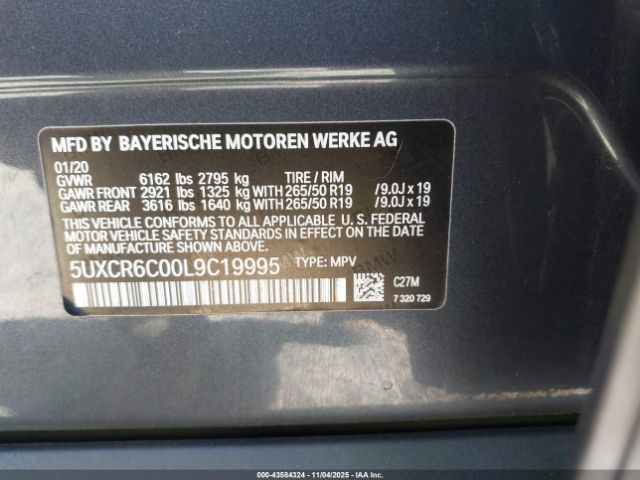 MFD BY BAYERISCHE MOTOREN WERKE AG
01/20
GVWR 6162 lbs 2795 kg TIRE / RIM
GAWR FRONT 2921 lbs 1325 kg WITH 265/50 R19 /9.0J x 19
GAWR REAR 3616 lbs 1640 kg WITH 265/50 R19 /9.0J x 19
THIS VEHICLE CONFORMS TO ALL APPLICABLE U. S. FEDERAL
MOTOR VEHICLE SAFETY STANDARDS IN EFFECT ON THE DATE
OF MANUFACTURE SHOWN ABOVE.
5UXCR6C00L9C19995 TYPE: MPV
C27M
7 320 729
000-43584324 - 11/04/2025 - IAAI.CA